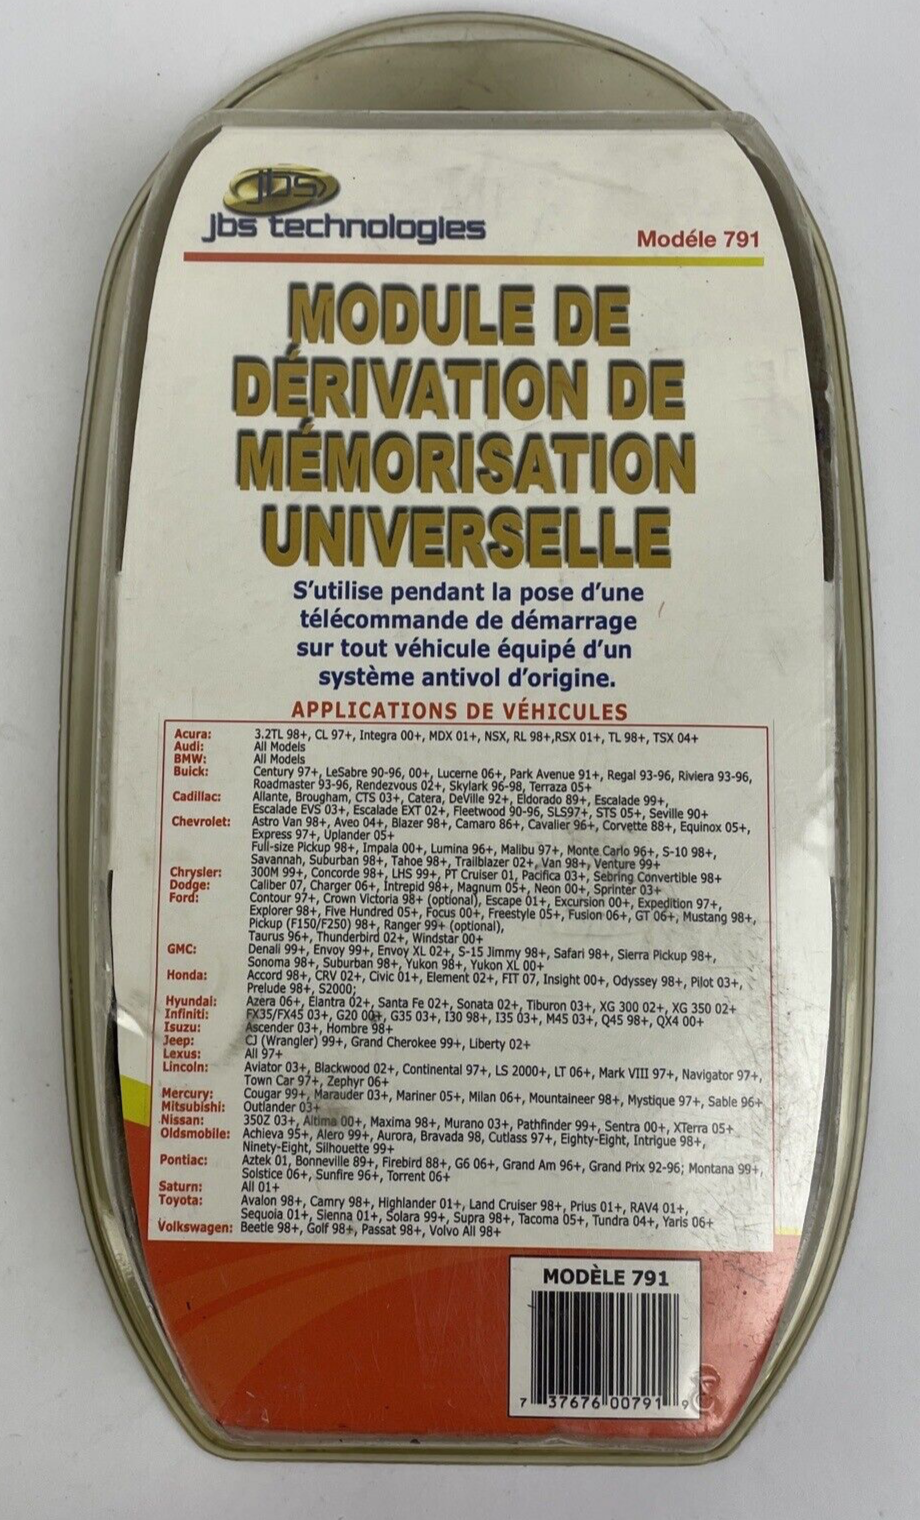 jbs
jbs technologies
Modéle 791
MODULE DE
DÉRIVATION DE
MÉMORISATION
UNIVERSELLE
S'utilise pendant la pose d'une
télécommande de démarrage
sur tout véhicule équipé d'un
système antivol d'origine.
APPLICATIONS DE VÉHICULES
Acura: 3.2TL 98+, CL 97+, Integra 00+, MDX 01+, NSX, RL 98+,RSX 01+, TL 98+, TSX 04+
Audi: All Models
BMW: All Models
Buick: Century 97+, LeSabre 90-96, 00+, Lucerne 06+, Park Avenue 91+, Regal 93-96, Riviera 93-96,
Roadmaster 93-96, Rendezvous 02+, Skylark 96-98, Terraza 05+
Cadillac: Allante, Brougham, CTS 03+, Catera, DeVille 92+, Eldorado 89+, Escalade 99+,
Escalade EVS 03+, Escalade EXT 02+, Fleetwood 90-96, SLS97+, STS 05+, Seville 90+
Chevrolet: Astro Van 98+, Aveo 04+, Blazer 98+, Camaro 86+, Cavalier 96+, Corvette 88+, Equinox 05+,
Express 97+, Uplander 05+
Full-size Pickup 98+, Impala 00+, Lumina 96+, Malibu 97+, Monte Carlo 96+, S-10 98+,
Savannah, Suburban 98+, Tahoe 98+, Trailblazer 02+, Van 98+, Venture 99+
Chrysler: 300M 99+, Concorde 98+, LHS 99+, PT Cruiser 01, Pacifica 03+, Sebring Convertible 98+
Dodge: Caliber 07, Charger 06+, Intrepid 98+, Magnum 05+, Neon 00+, Sprinter 03+
Ford: Contour 97+, Crown Victoria 98+ (optional), Escape 01+, Excursion 00+, Expedition 97+,
Explorer 98+, Five Hundred 05+, Focus 00+, Freestyle 05+, Fusion 06+, GT 06+, Mustang 98+,
Pickup (F150/F250) 98+, Ranger 99+ (optional),
Taurus 96+, Thunderbird 02+, Windstar 00+
GMC: Denali 99+, Envoy 99+, Envoy XL 02+, S-15 Jimmy 98+, Safari 98+, Sierra Pickup 98+,
Sonoma 98+, Suburban 98+, Yukon 98+, Yukon XL 00+
Honda: Accord 98+, CRV 02+, Civic 01+, Element 02+, FIT 07, Insight 00+, Odyssey 98+, Pilot 03+,
Prelude 98+, S2000;
Hyundai: Azera 06+, Elantra 02+, Santa Fe 02+, Sonata 02+, Tiburon 03+, XG 300 02+, XG 350 02+
Infiniti: FX35/FX45 03+, G20 00+, G35 03+, I30 98+, I35 03+, M45 03+, Q45 98+, QX4 00+
Isuzu: Ascender 03+, Hombre 98+
Jeep: CJ (Wrangler) 99+, Grand Cherokee 99+, Liberty 02+
Lexus: All 97+
Lincoln: Aviator 03+, Blackwood 02+, Continental 97+, LS 2000+, LT 06+, Mark VIII 97+, Navigator 97+,
Town Car 97+, Zephyr 06+
Mercury: Cougar 99+, Marauder 03+, Mariner 05+, Milan 06+, Mountaineer 98+, Mystique 97+, Sable 96+
Mitsubishi: Outlander 03+
Nissan: 350Z 03+, Altima 00+, Maxima 98+, Murano 03+, Pathfinder 99+, Sentra 00+, XTerra 05+
Oldsmobile: Achieva 95+, Alero 99+, Aurora, Bravada 98, Cutlass 97+, Eighty-Eight, Intrigue 98+,
Ninety-Eight, Silhouette 99+
Pontiac: Aztek 01, Bonneville 89+, Firebird 88+, G6 06+, Grand Am 96+, Grand Prix 92-96; Montana 99+,
Solstice 06+, Sunfire 96+, Torrent 06+
Saturn: All 01+
Toyota: Avalon 98+, Camry 98+, Highlander 01+, Land Cruiser 98+, Prius 01+, RAV4 01+,
Sequoia 01+, Sienna 01+, Solara 99+, Supra 98+, Tacoma 05+, Tundra 04+, Yaris 06+
Volkswagen: Beetle 98+, Golf 98+, Passat 98+, Volvo All 98+
MODÈLE 791
7 37676 00791 9